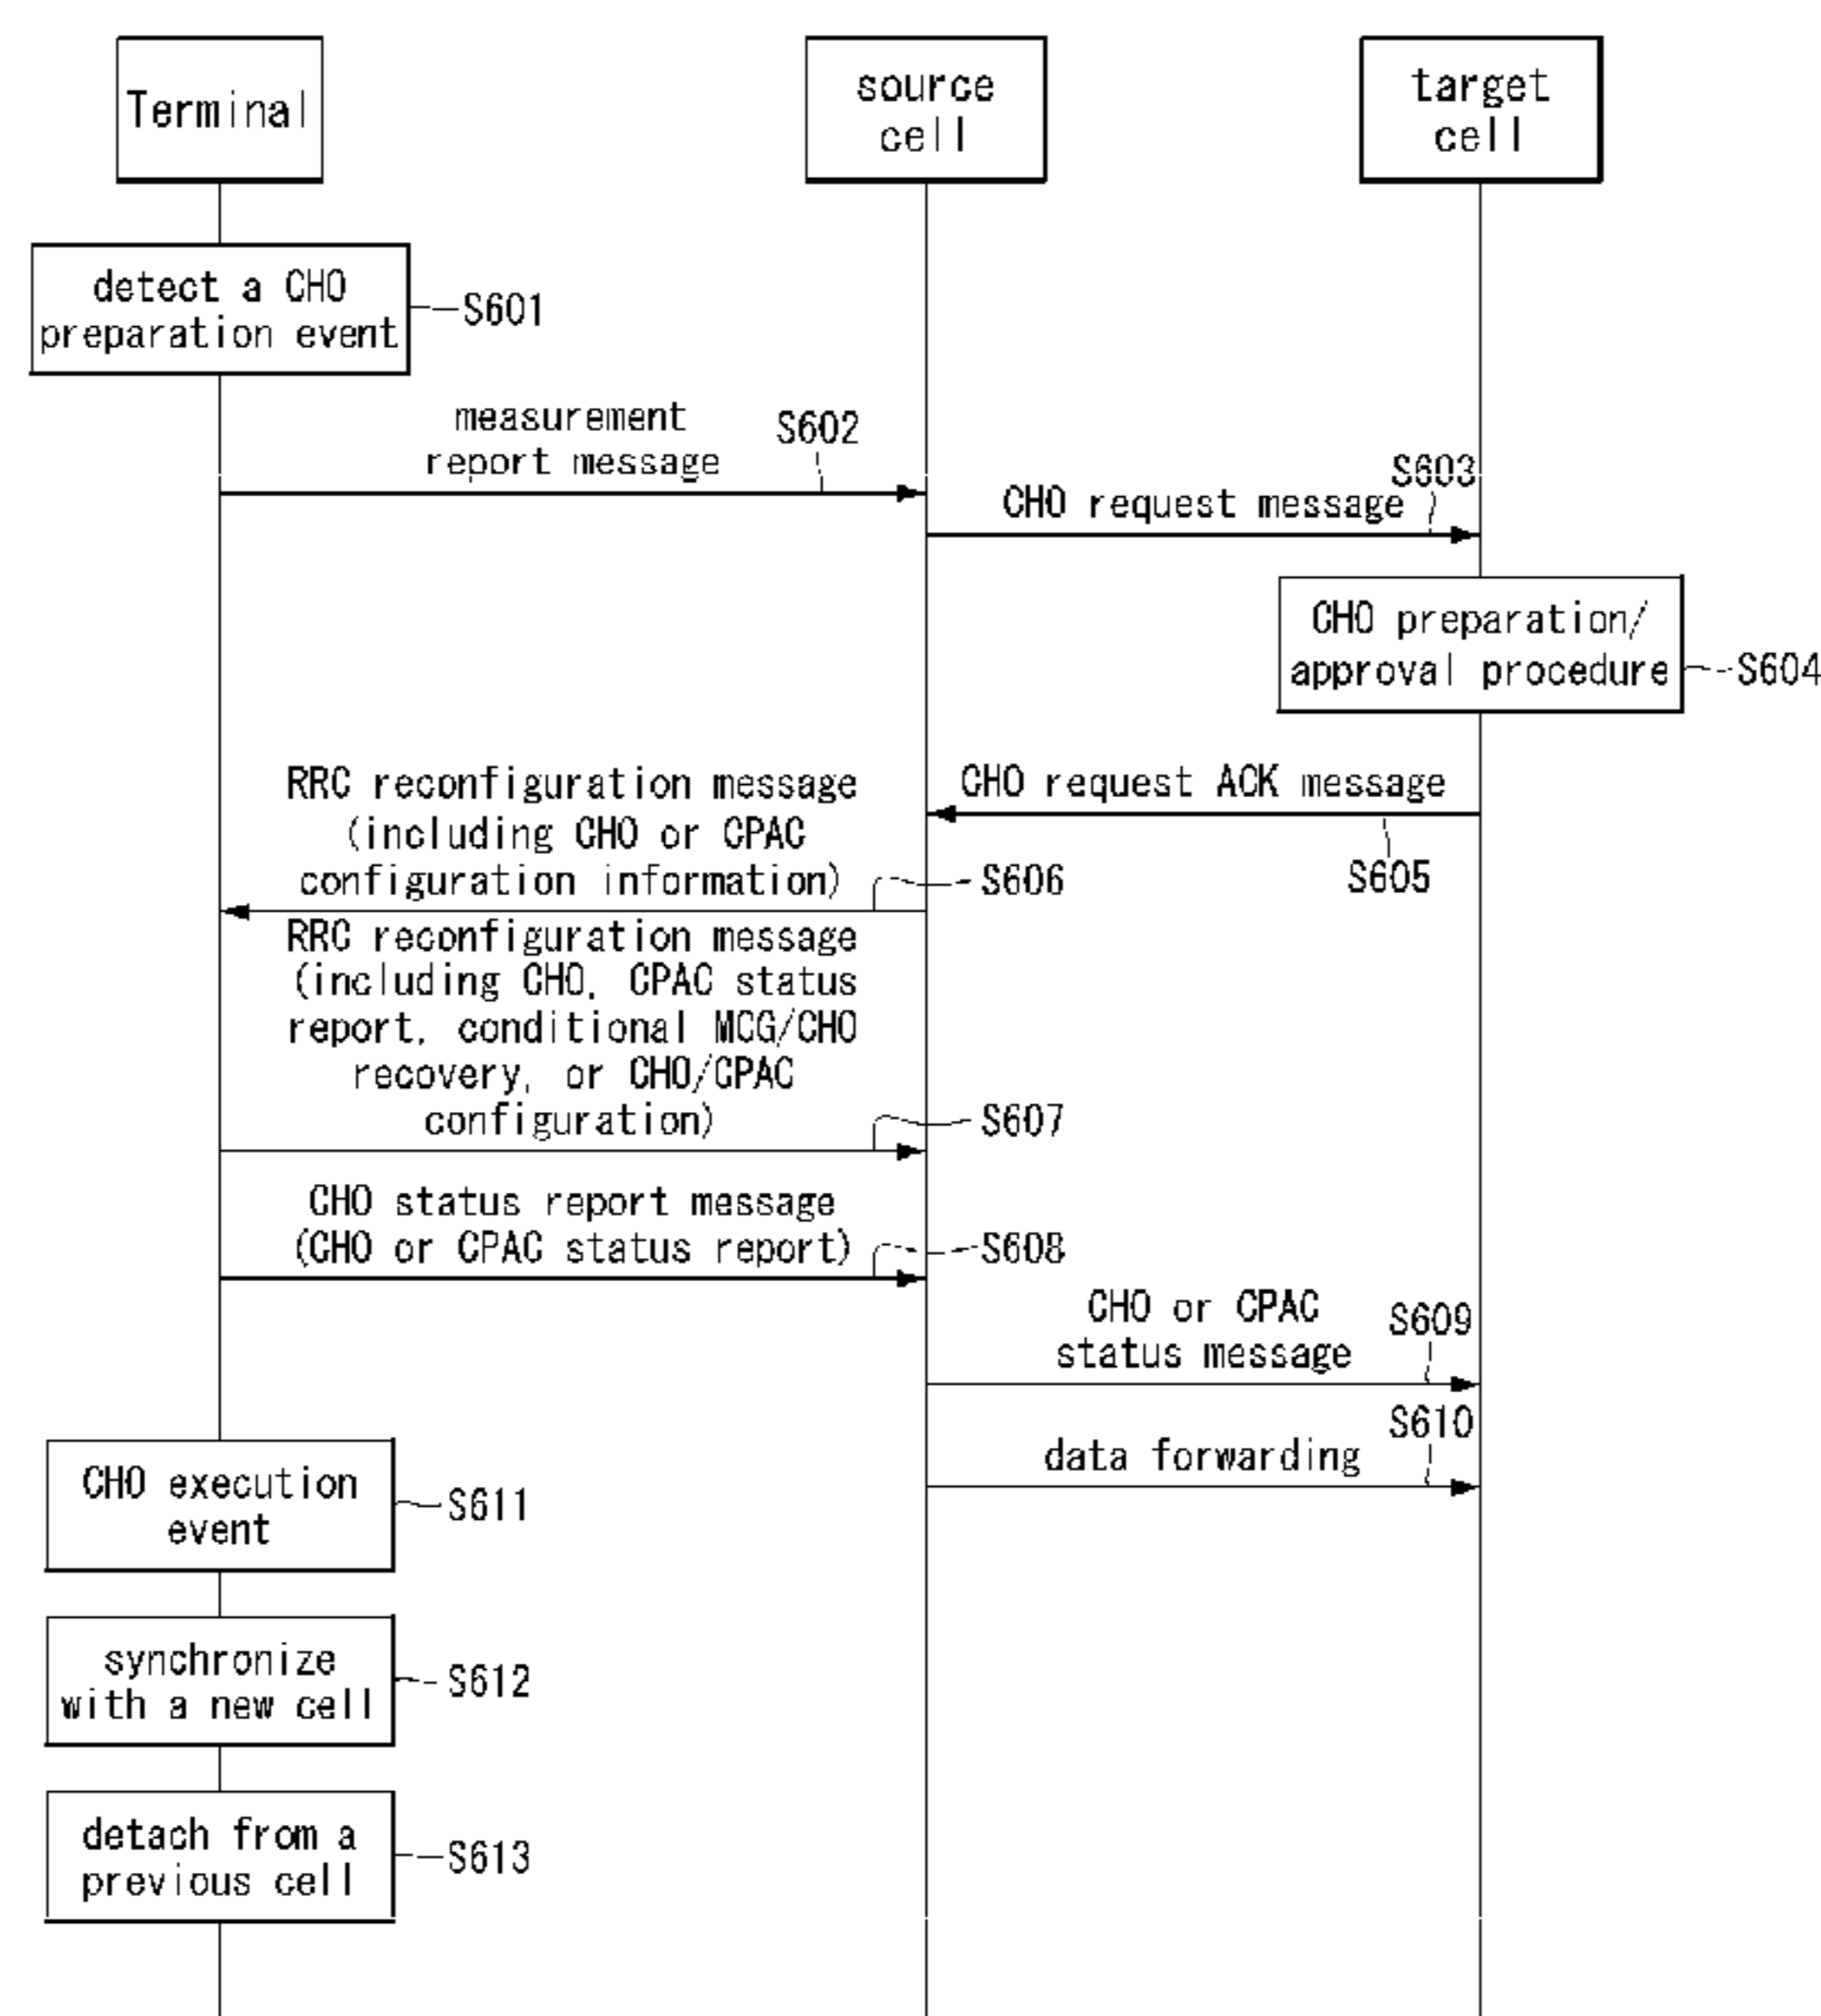 Terminal
source
cell
target
cell
detect a CHO
preparation event
S601
measurement
report message
S602
CHO request message
S603
CHO preparation/
approval procedure
S604
CHO request ACK message
S605
RRC reconfiguration message
(including CHO or CPAC
configuration information)
S606
RRC reconfiguration message
(including CHO, CPAC status
report, conditional MCG/CHO
recovery, or CHO/CPAC
configuration)
S607
CHO status report message
(CHO or CPAC status report)
S608
CHO or CPAC
status message
S609
data forwarding
S610
CHO execution
event
S611
synchronize
with a new cell
S612
detach from a
previous cell
S613